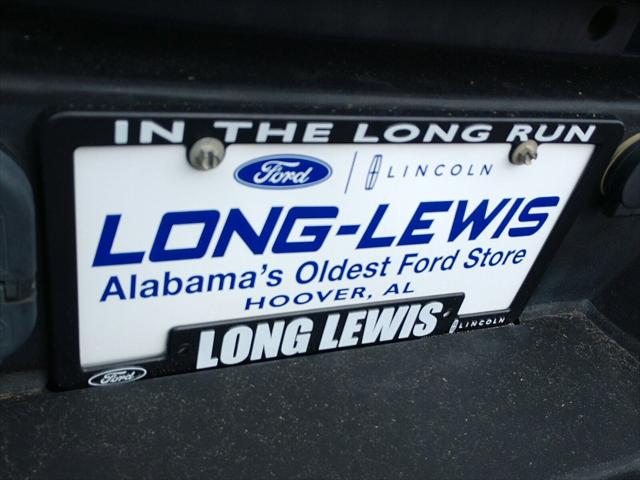 IN THE LONG RUN
Ford | LINCOLN
LONG-LEWIS
Alabama's Oldest Ford Store
HOOVER, AL
LONG LEWIS
Ford
LINCOLN